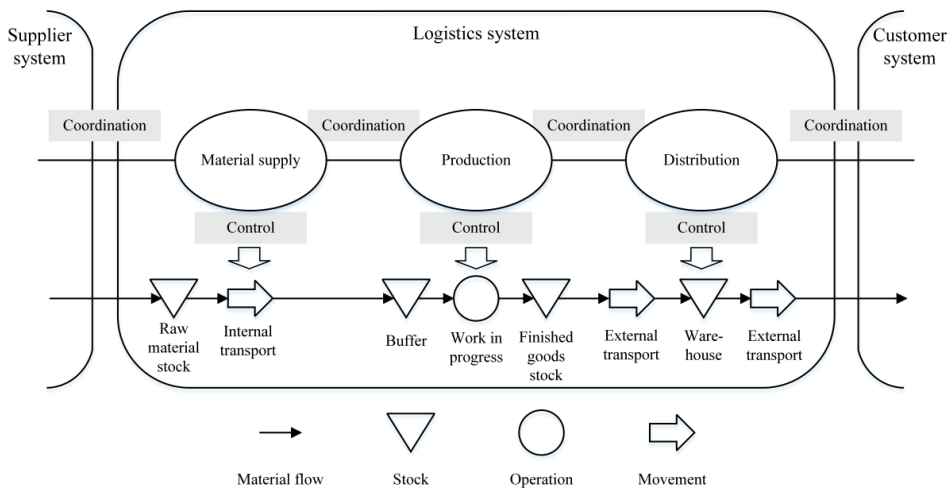 Supplier
system
Logistics system
Customer
system
Coordination
Coordination
Coordination
Coordination
Material supply
Production
Distribution
Control
Control
Control
Raw
material
stock
Internal
transport
Buffer
Work in
progress
Finished
goods
stock
External
transport
Ware-
house
External
transport
Material flow
Stock
Operation
Movement